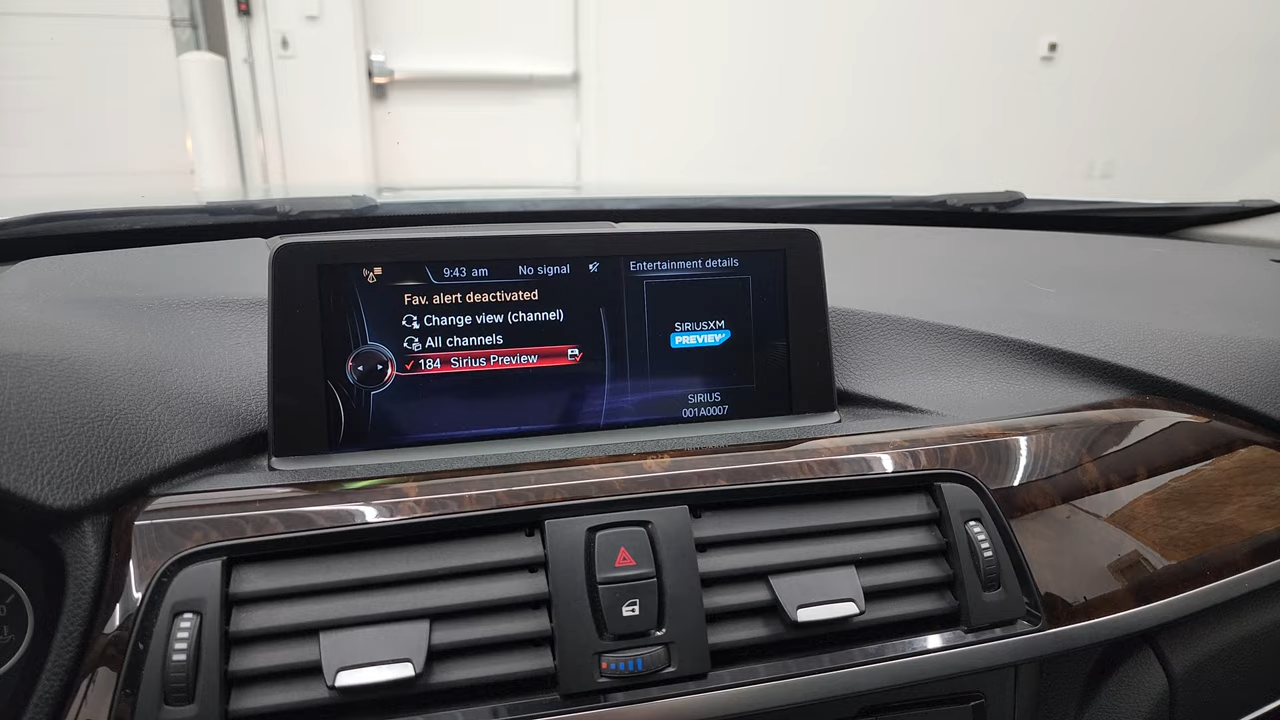 9:43 am No signal
Fav. alert deactivated
Change view (channel)
All channels
184 Sirius Preview
Entertainment details
SIRIUSXM
PREVIEW
SIRIUS
001A0007